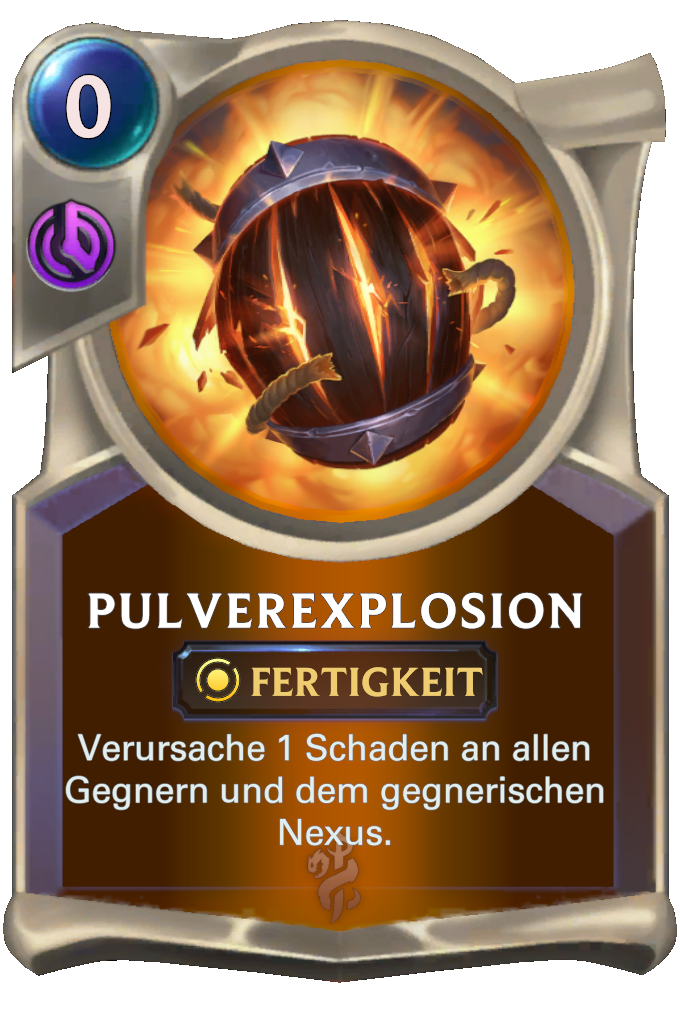 0
PULVEREXPLOSION
FERTIGKEIT
Verursache 1 Schaden an allen
Gegnern und dem gegnerischen
Nexus.